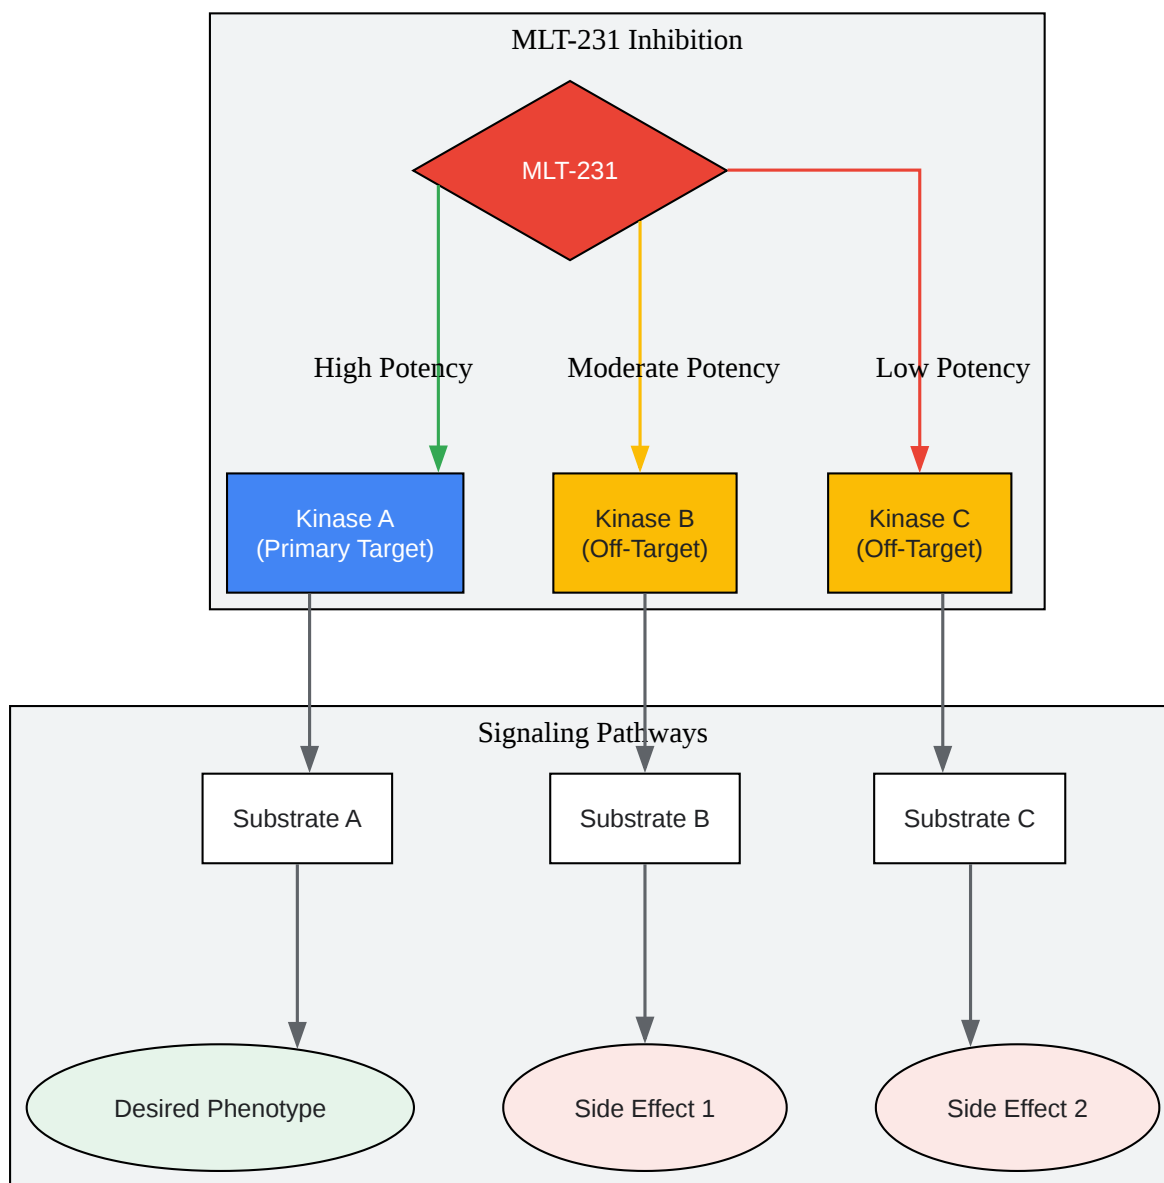 MLT-231 Inhibition
MLT-231
High Potency
Moderate Potency
Low Potency
Kinase A
(Primary Target)
Kinase B
(Off-Target)
Kinase C
(Off-Target)
Signaling Pathways
Substrate A
Substrate B
Substrate C
Desired Phenotype
Side Effect 1
Side Effect 2